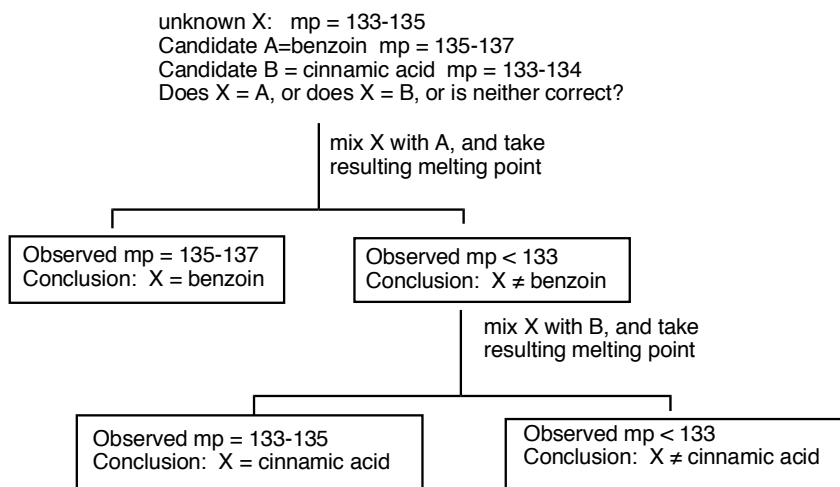 unknown X:  mp = 133-135
Candidate A=benzoin  mp = 135-137
Candidate B = cinnamic acid  mp = 133-134
Does X = A, or does X = B, or is neither correct?
mix X with A, and take
resulting melting point
Observed mp = 135-137
Conclusion:  X = benzoin
Observed mp < 133
Conclusion:  X ≠ benzoin
mix X with B, and take
resulting melting point
Observed mp = 133-135
Conclusion:  X = cinnamic acid
Observed mp < 133
Conclusion:  X ≠ cinnamic acid